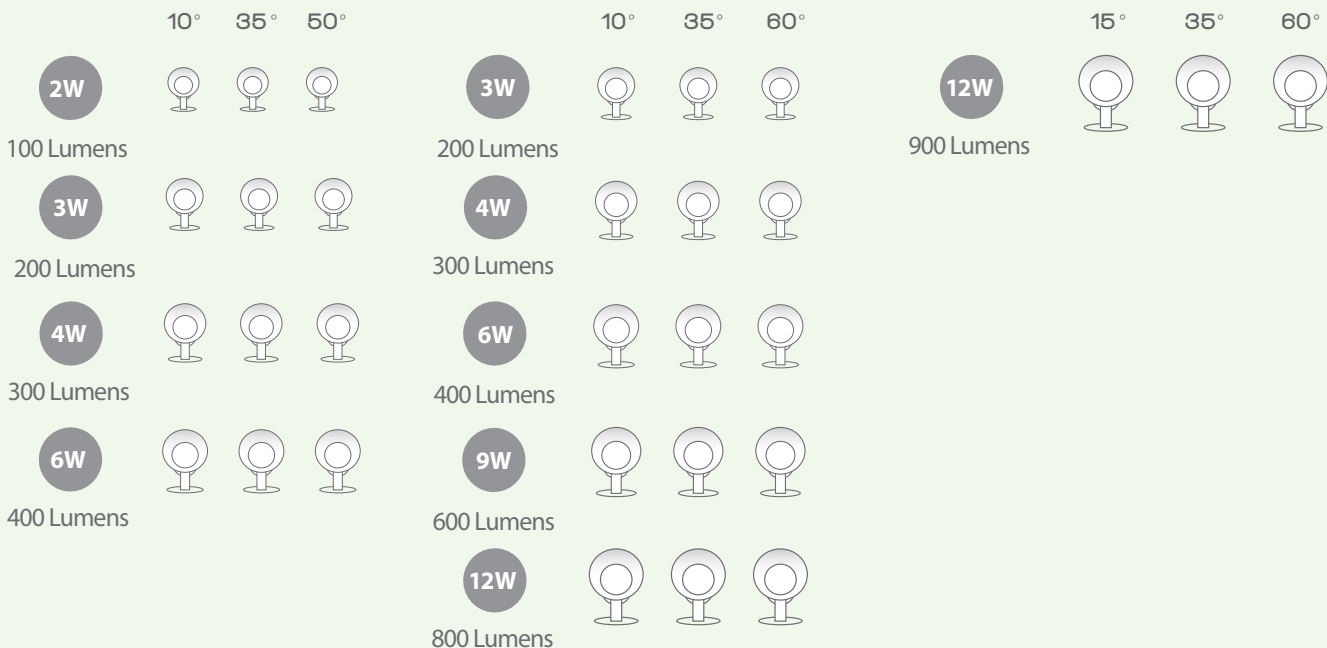 10° 35° 50°
2W
100 Lumens
3W
200 Lumens
4W
300 Lumens
6W
400 Lumens
10° 35° 60°
3W
200 Lumens
4W
300 Lumens
6W
400 Lumens
9W
600 Lumens
12W
800 Lumens
15° 35° 60°
12W
900 Lumens